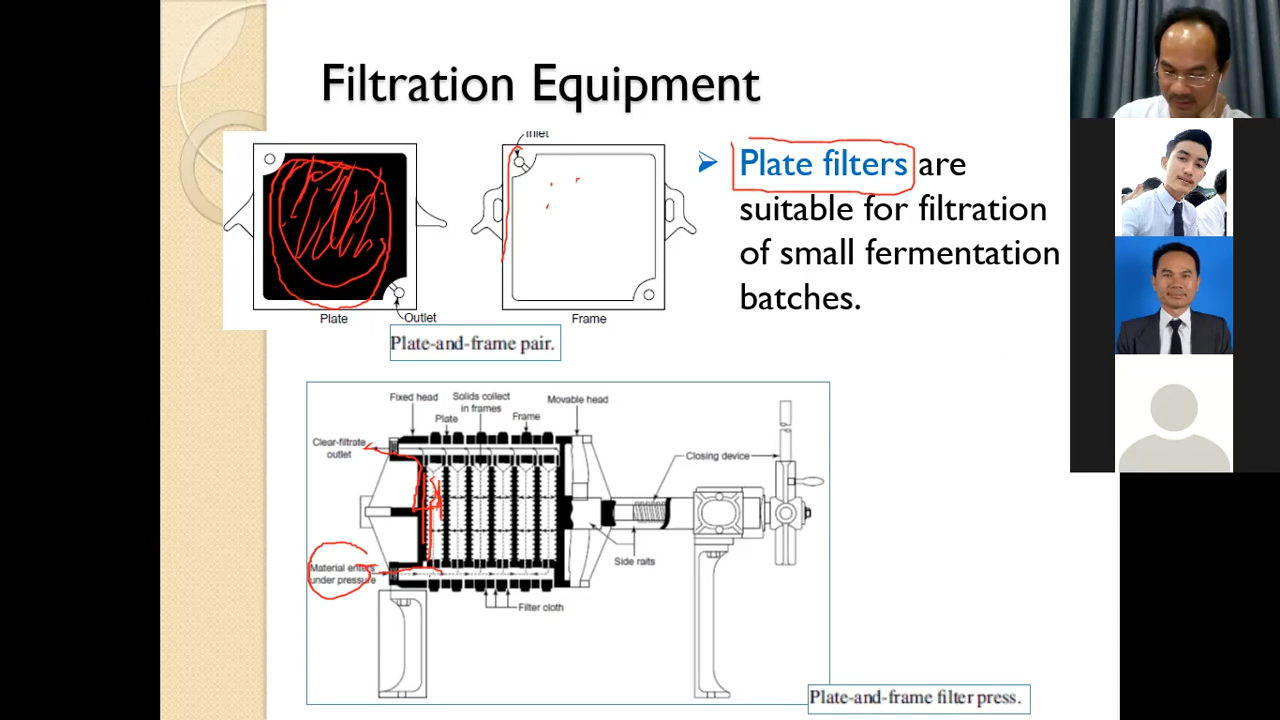 Filtration Equipment
Inlet
Outlet
Plate
Frame
Plate-and-frame pair.
Plate filters are
suitable for filtration
of small fermentation
batches.
Fixed head
Solids collect
in frames
Plate
Frame
Movable head
Clear-filtrate
outlet
Closing device
Material enters
under pressure
Side raits
Filter cloth
Plate-and-frame filter press.